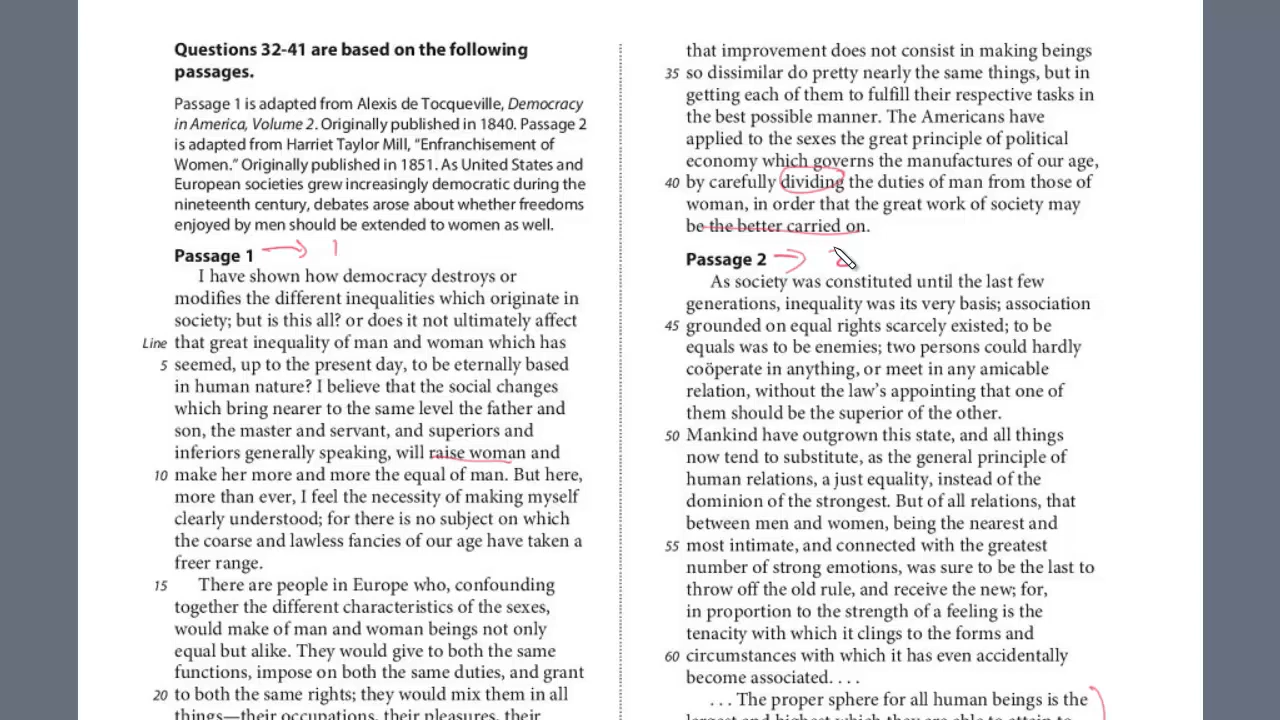 Questions 32-41 are based on the following
passages.
Passage 1 is adapted from Alexis de Tocqueville, Democracy
in America, Volume 2. Originally published in 1840. Passage 2
is adapted from Harriet Taylor Mill, “Enfranchisement of
Women.” Originally published in 1851. As United States and
European societies grew increasingly democratic during the
nineteenth century, debates arose about whether freedoms
enjoyed by men should be extended to women as well.
Passage 1 → 1
I have shown how democracy destroys or
modifies the different inequalities which originate in
society; but is this all? or does it not ultimately affect
Line that great inequality of man and woman which has
5 seemed, up to the present day, to be eternally based
in human nature? I believe that the social changes
which bring nearer to the same level the father and
son, the master and servant, and superiors and
inferiors generally speaking, will raise woman and
10 make her more and more the equal of man. But here,
more than ever, I feel the necessity of making myself
clearly understood; for there is no subject on which
the coarse and lawless fancies of our age have taken a
freer range.
15 There are people in Europe who, confounding
together the different characteristics of the sexes,
would make of man and woman beings not only
equal but alike. They would give to both the same
functions, impose on both the same duties, and grant
20 to both the same rights; they would mix them in all
things—their occupations, their pleasures, their
that improvement does not consist in making beings
35 so dissimilar do pretty nearly the same things, but in
getting each of them to fulfill their respective tasks in
the best possible manner. The Americans have
applied to the sexes the great principle of political
economy which governs the manufactures of our age,
40 by carefully dividing the duties of man from those of
woman, in order that the great work of society may
be the better carried on.
Passage 2 →
As society was constituted until the last few
generations, inequality was its very basis; association
45 grounded on equal rights scarcely existed; to be
equals was to be enemies; two persons could hardly
coöperate in anything, or meet in any amicable
relation, without the law’s appointing that one of
them should be the superior of the other.
50 Mankind have outgrown this state, and all things
now tend to substitute, as the general principle of
human relations, a just equality, instead of the
dominion of the strongest. But of all relations, that
between men and women, being the nearest and
55 most intimate, and connected with the greatest
number of strong emotions, was sure to be the last to
throw off the old rule, and receive the new; for,
in proportion to the strength of a feeling is the
tenacity with which it clings to the forms and
60 circumstances with which it has even accidentally
become associated. . . .
. . . The proper sphere for all human beings is the
largest and highest which they are able to attain to